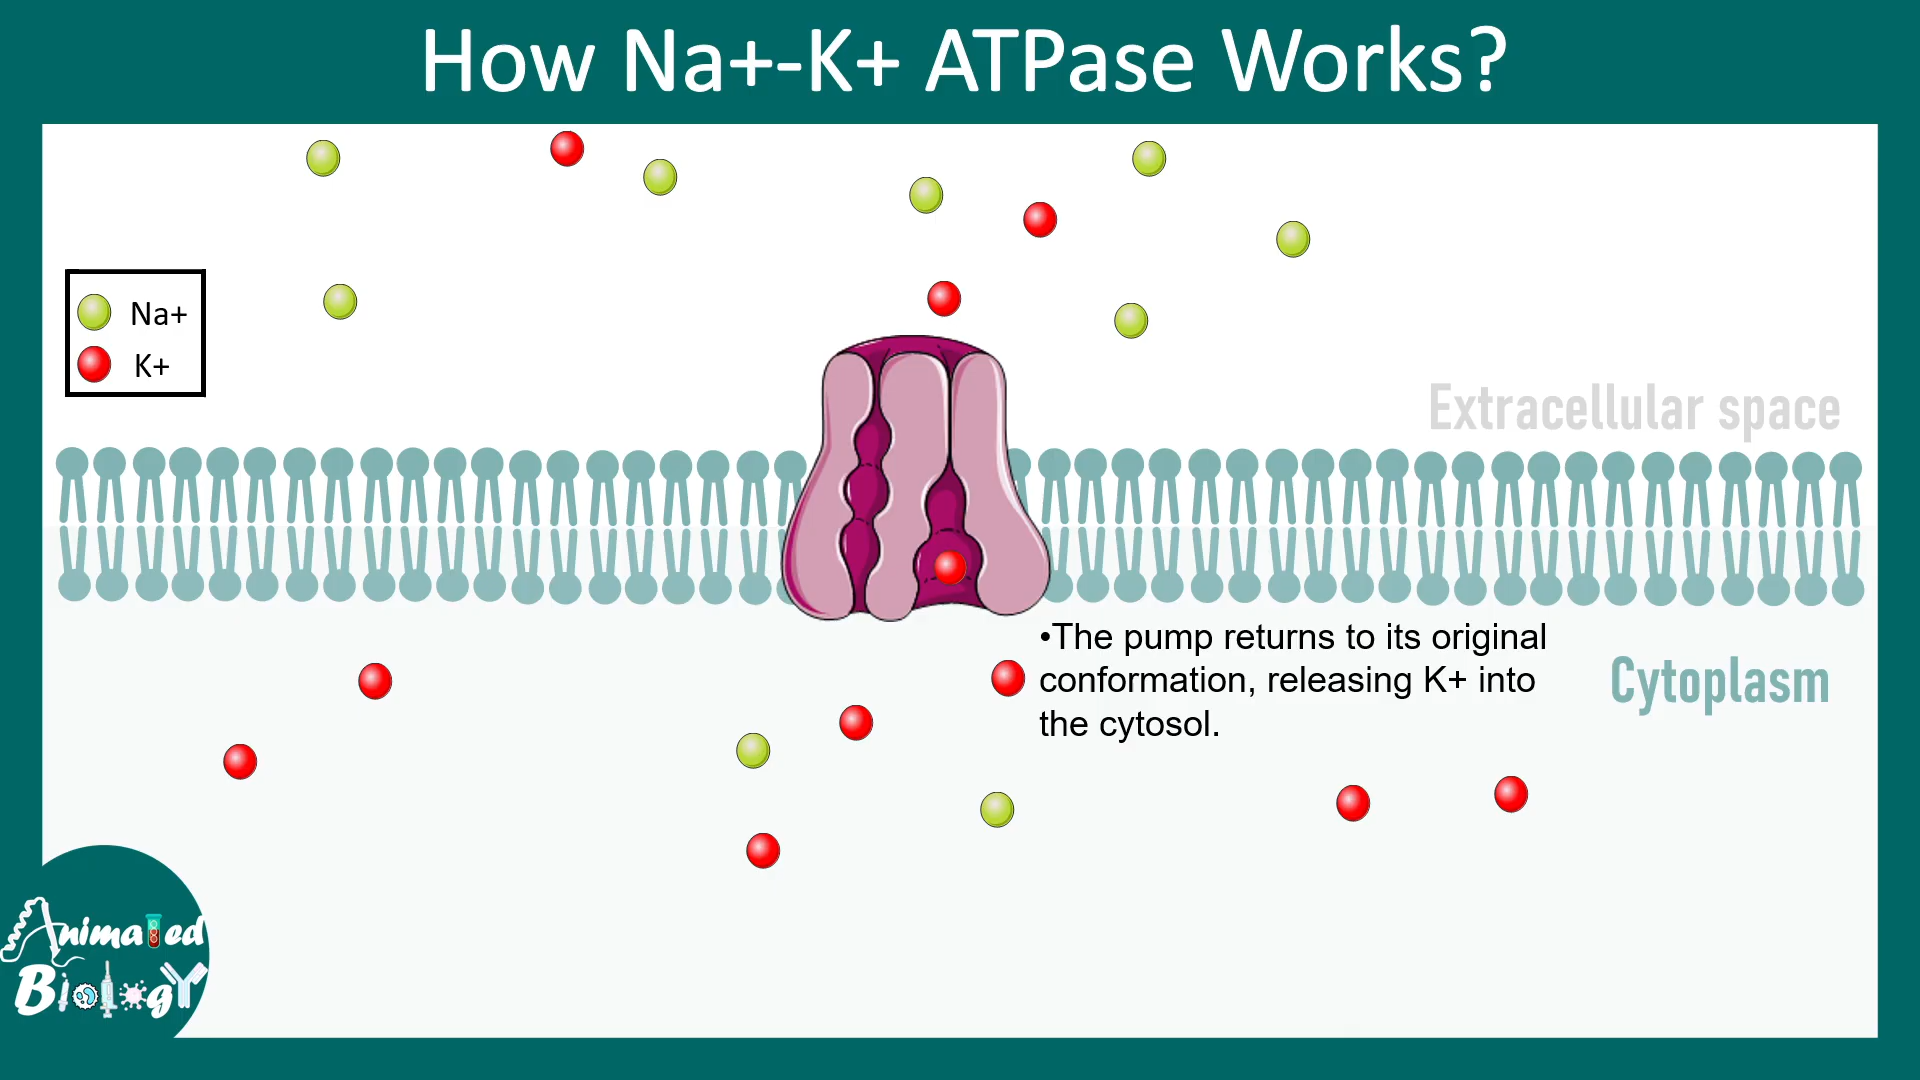 How Na+-K+ ATPase Works?
Na+
K+
Extracellular space
•The pump returns to its original
conformation, releasing K+ into
the cytosol.
Cytoplasm
Animated
Biology